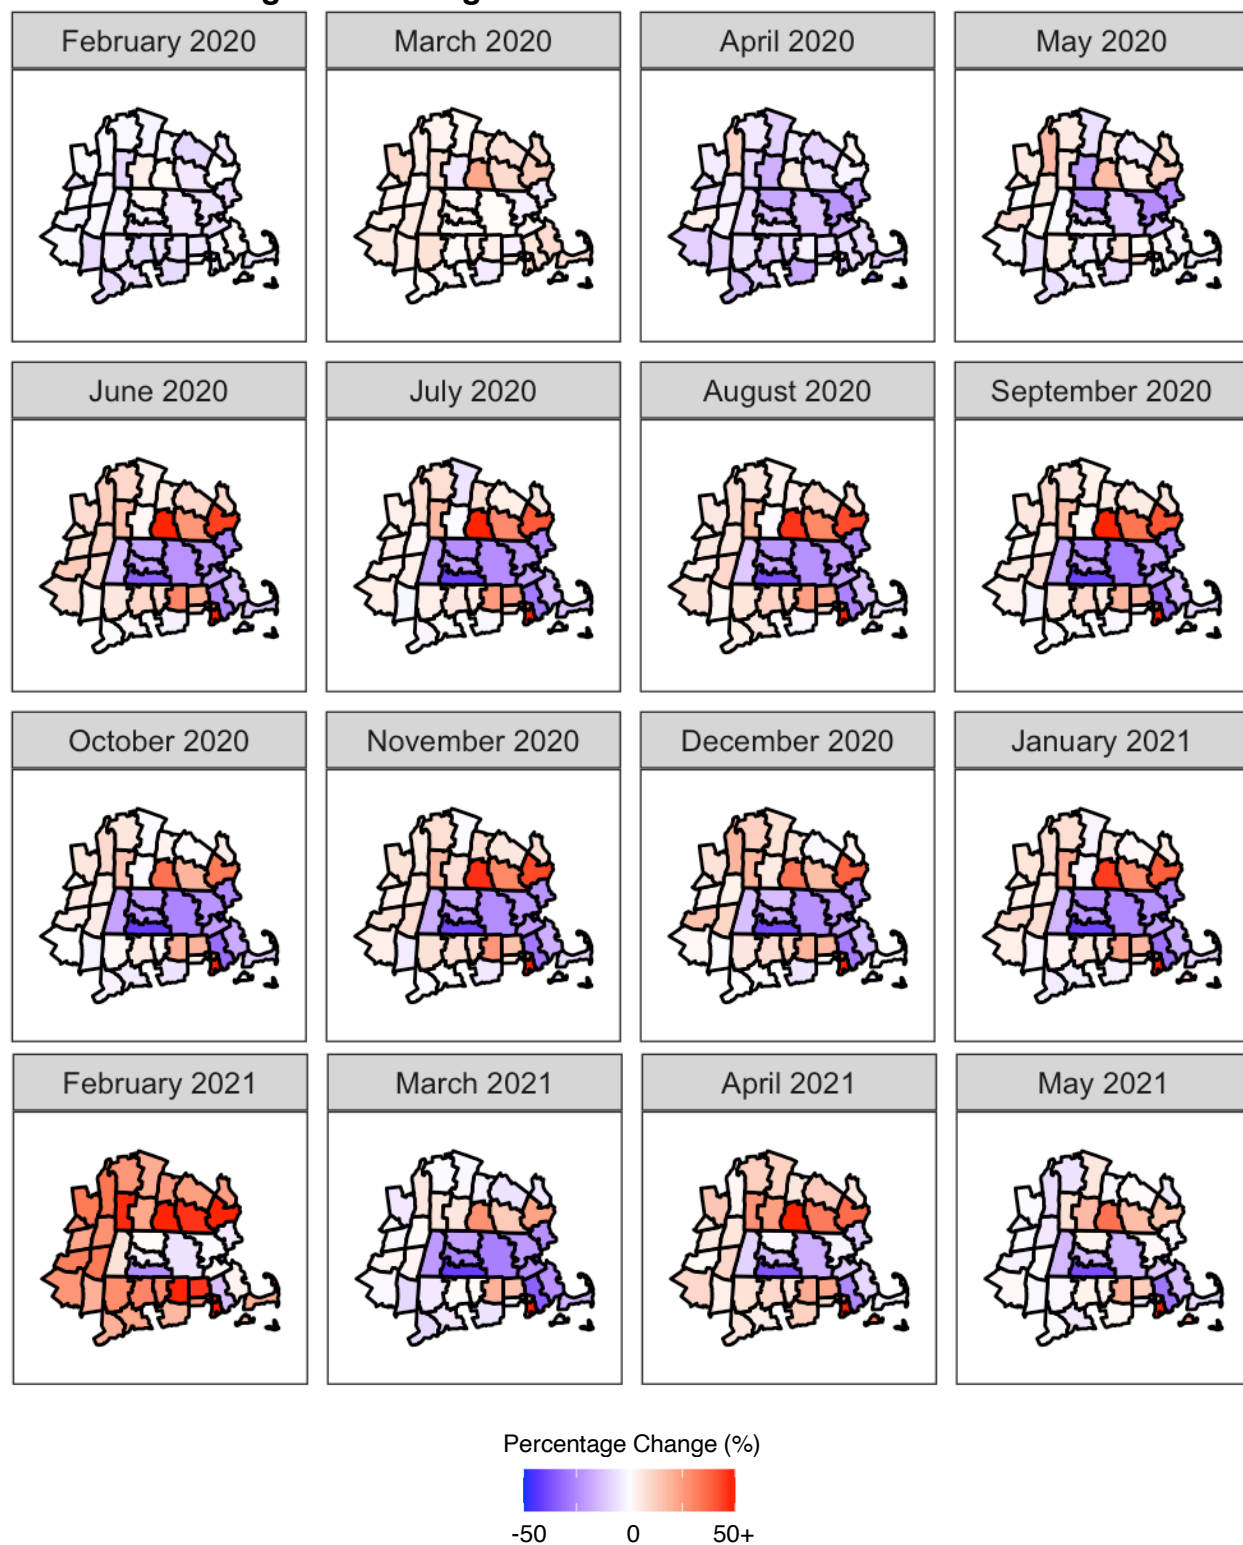 February 2020
March 2020
April 2020
May 2020
June 2020
July 2020
August 2020
September 2020
October 2020
November 2020
December 2020
January 2021
February 2021
March 2021
April 2021
May 2021
Percentage Change (%)
-50 0 50+